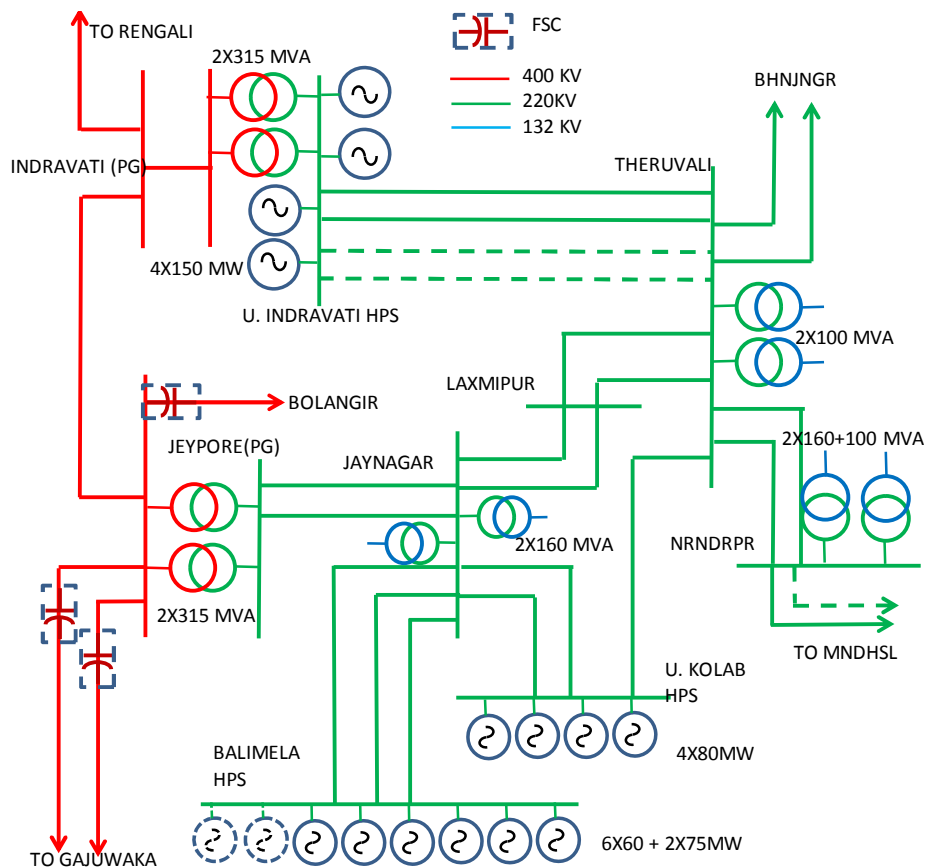 TO RENGALI
FSC
2X315 MVA
400 KV
220KV
132 KV
BHNJNGR
INDRAVATI (PG)
THERUVALI
4X150 MW
U. INDRAVATI HPS
2X100 MVA
LAXMIPUR
BOLANGIR
JEYPORE(PG)
JAYNAGAR
2X160+100 MVA
2X160 MVA
NRNDRPR
2X315 MVA
TO MNDHSL
U. KOLAB
HPS
BALIMELA
HPS
4X80MW
6X60 + 2X75MW
TO GAJUWAKA